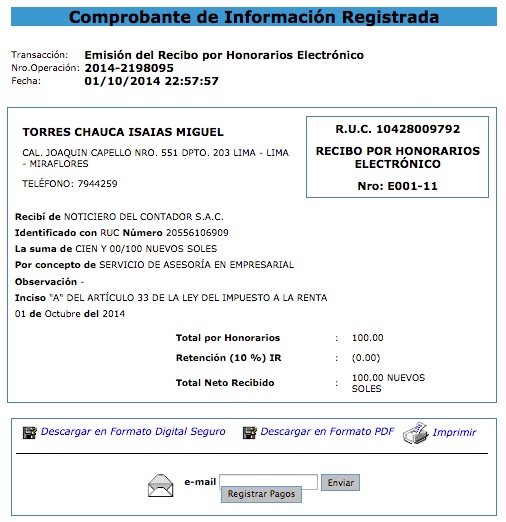 Comprobante de Información Registrada
Transacción: Emisión del Recibo por Honorarios Electrónico
Nro.Operación: 2014-2198095
Fecha: 01/10/2014 22:57:57
TORRES CHAUCA ISAIAS MIGUEL
CAL. JOAQUIN CAPELLO NRO. 551 DPTO. 203 LIMA - LIMA
- MIRAFLORES
TELÉFONO: 7944259
R.U.C. 10428009792
RECIBO POR HONORARIOS
ELECTRÓNICO
Nro: E001-11
Recibí de NOTICIERO DEL CONTADOR S.A.C.
Identificado con RUC Número 20556106909
La suma de CIEN Y 00/100 NUEVOS SOLES
Por concepto de SERVICIO DE ASESORÍA EN EMPRESARIAL
Observación -
Inciso "A" DEL ARTÍCULO 33 DE LA LEY DEL IMPUESTO A LA RENTA
01 de Octubre del 2014
Total por Honorarios : 100.00
Retención (10 %) IR : (0.00)
Total Neto Recibido : 100.00 NUEVOS
SOLES
Descargar en Formato Digital Seguro Descargar en Formato PDF Imprimir
e-mail Enviar
Registrar Pagos